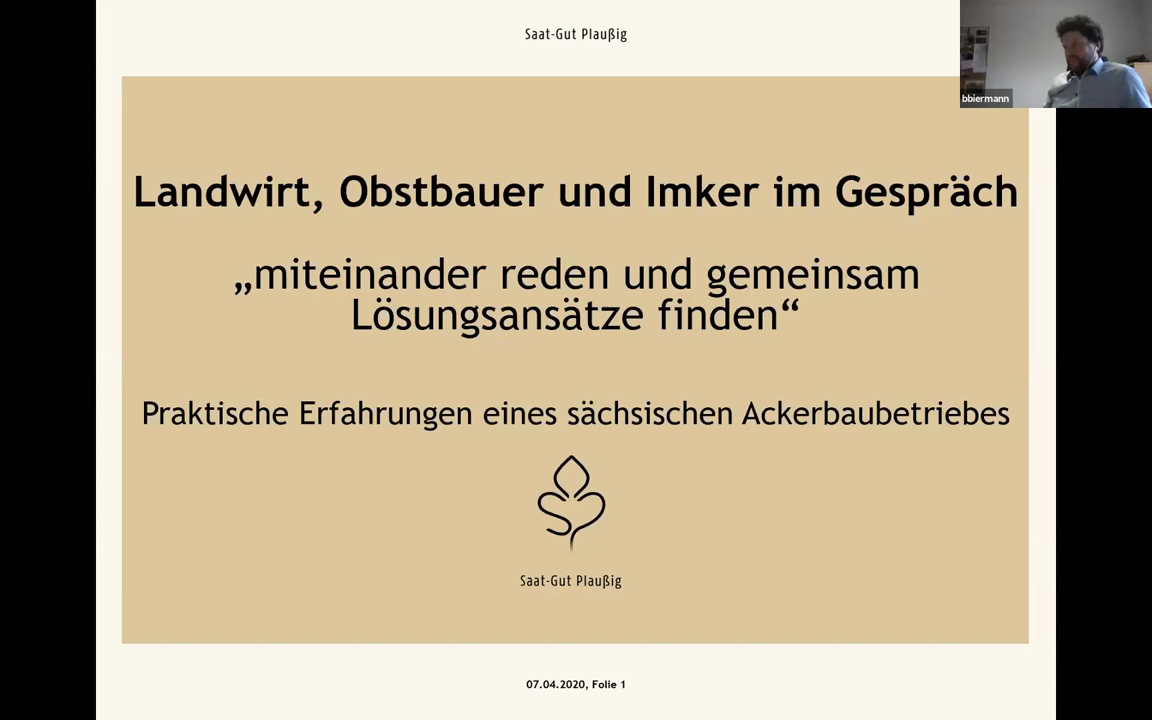 Saat-Gut Plaußig
bbiermann
Landwirt, Obstbauer und Imker im Gespräch
„miteinander reden und gemeinsam
Lösungsansätze finden“
Praktische Erfahrungen eines sächsischen Ackerbaubetriebes
Saat-Gut Plaußig
07.04.2020, Folie 1